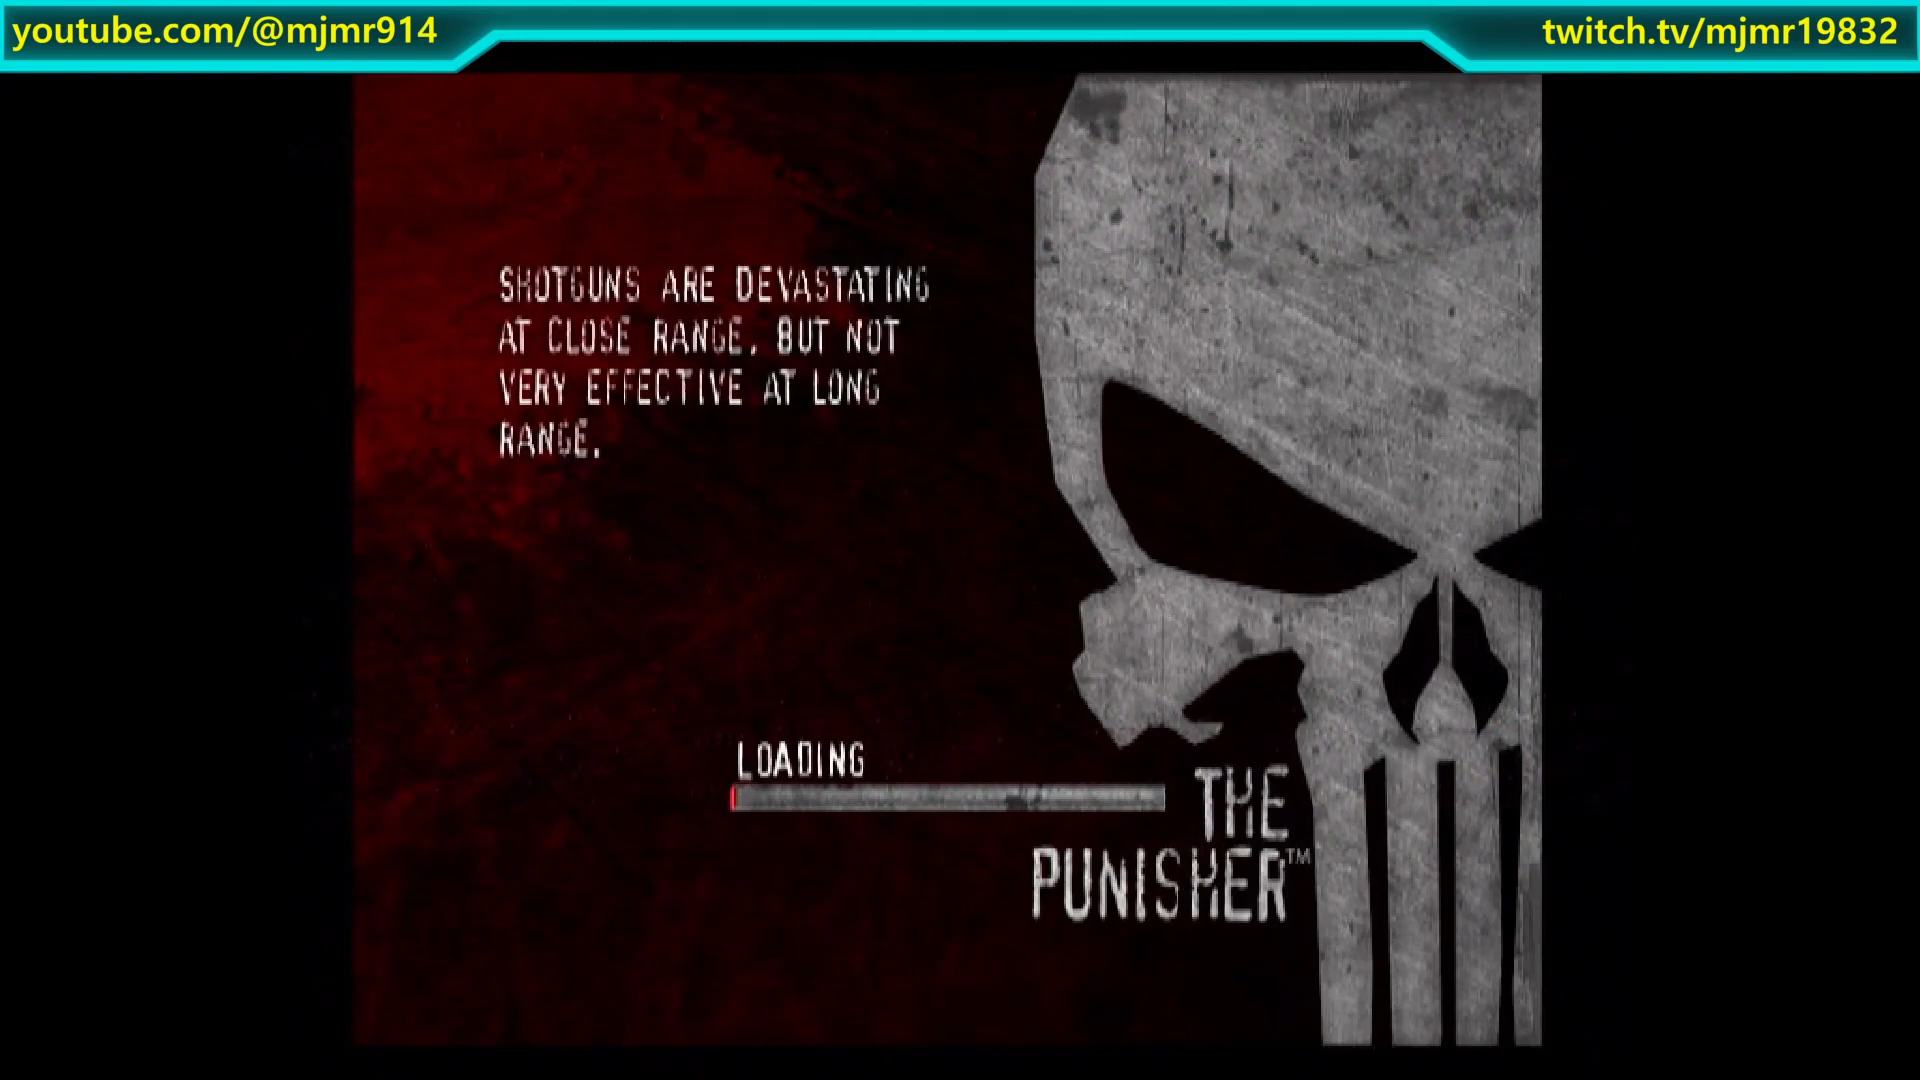 youtube.com/@mjmr914
twitch.tv/mjmr19832
SHOTGUNS ARE DEVASTATING
AT CLOSE RANGE, BUT NOT
VERY EFFECTIVE AT LONG
RANGE.
LOADING
THE
PUNISHER™